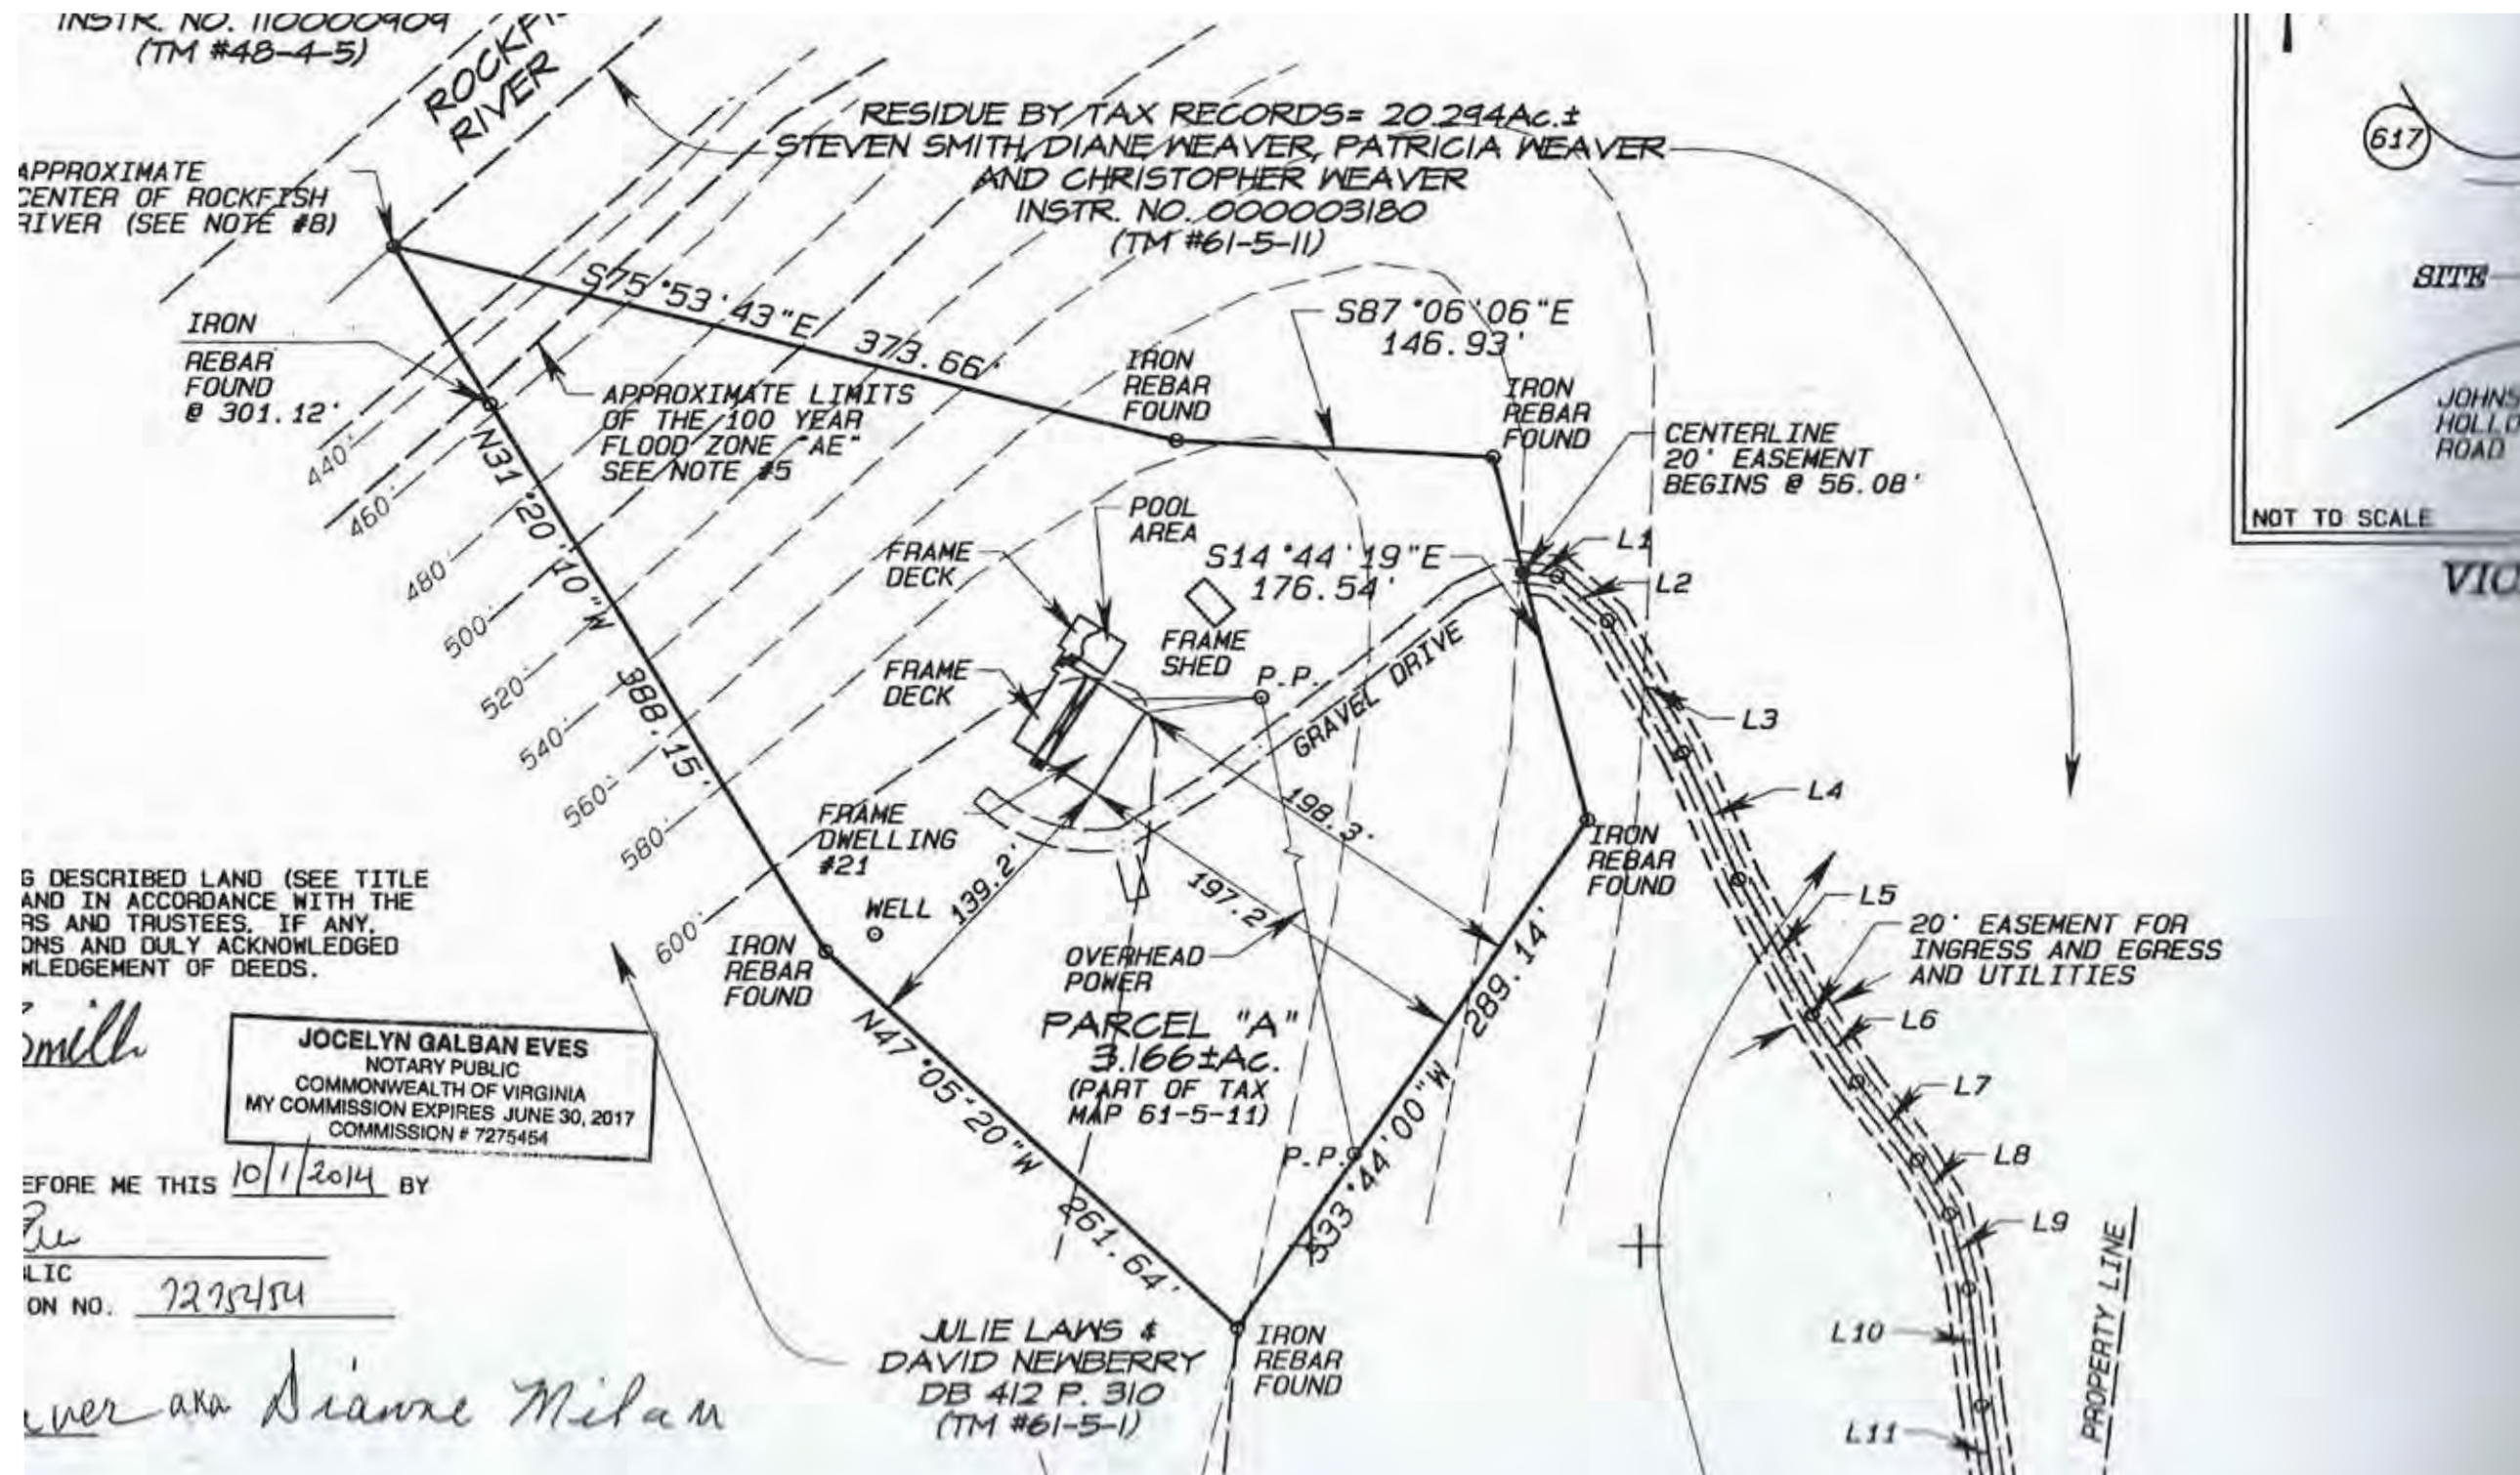 INSTR. NO. 110000909
(TM #48-4-5)
RIVER
APPROXIMATE
CENTER OF ROCKFISH
RIVER (SEE NOTE #8)
RESIDUE BY TAX RECORDS= 20.294Ac.±
STEVEN SMITH, DIANE WEAVER, PATRICIA WEAVER
AND CHRISTOPHER WEAVER
INSTR. NO. 000003180
(TM #61-5-11)
617
SITE
ROAD
NOT TO SCALE
IRON
REBAR
FOUND
@ 301.12'
S75°53'43"E 373.66'
S87°06'06"E
146.93'
IRON
REBAR
FOUND
IRON
REBAR
FOUND
APPROXIMATE LIMITS
OF THE 100 YEAR
FLOOD ZONE "AE"
SEE NOTE #5
CENTERLINE
20' EASEMENT
BEGINS @ 56.08'
440'
460'
480'
500'
520'
540'
560'
580'
600'
N31°20'10"W 388.15'
POOL
AREA
FRAME
DECK
S14°44'19"E
176.54'
FRAME
SHED
FRAME
DECK
P.P.
GRAVEL DRIVE
L1
L2
L3
L4
L5
L6
L7
L8
L9
L10
L11
FRAME
DWELLING
#21
198.3'
139.2'
197.2'
WELL
IRON
REBAR
FOUND
IRON
REBAR
FOUND
OVERHEAD
POWER
20' EASEMENT FOR
INGRESS AND EGRESS
AND UTILITIES
PARCEL "A"
3.166±Ac.
(PART OF TAX
MAP 61-5-11)
P.P.
N47°05'20"W 261.64'
S33°44'00"W 289.14'
IRON
REBAR
FOUND
PROPERTY LINE
JULIE LAWS &
DAVID NEWBERRY
DB 412 P. 310
(TM #61-5-1)
DESCRIBED LAND (SEE TITLE
AND IN ACCORDANCE WITH THE
RS AND TRUSTEES. IF ANY.
ONS AND DULY ACKNOWLEDGED
WLEDGEMENT OF DEEDS.
JOCELYN GALBAN EVES
NOTARY PUBLIC
COMMONWEALTH OF VIRGINIA
MY COMMISSION EXPIRES JUNE 30, 2017
COMMISSION # 7275454
EFORE ME THIS 10/1/2014 BY
LIC
ON NO. 7275454
aver aka Dianne Milan